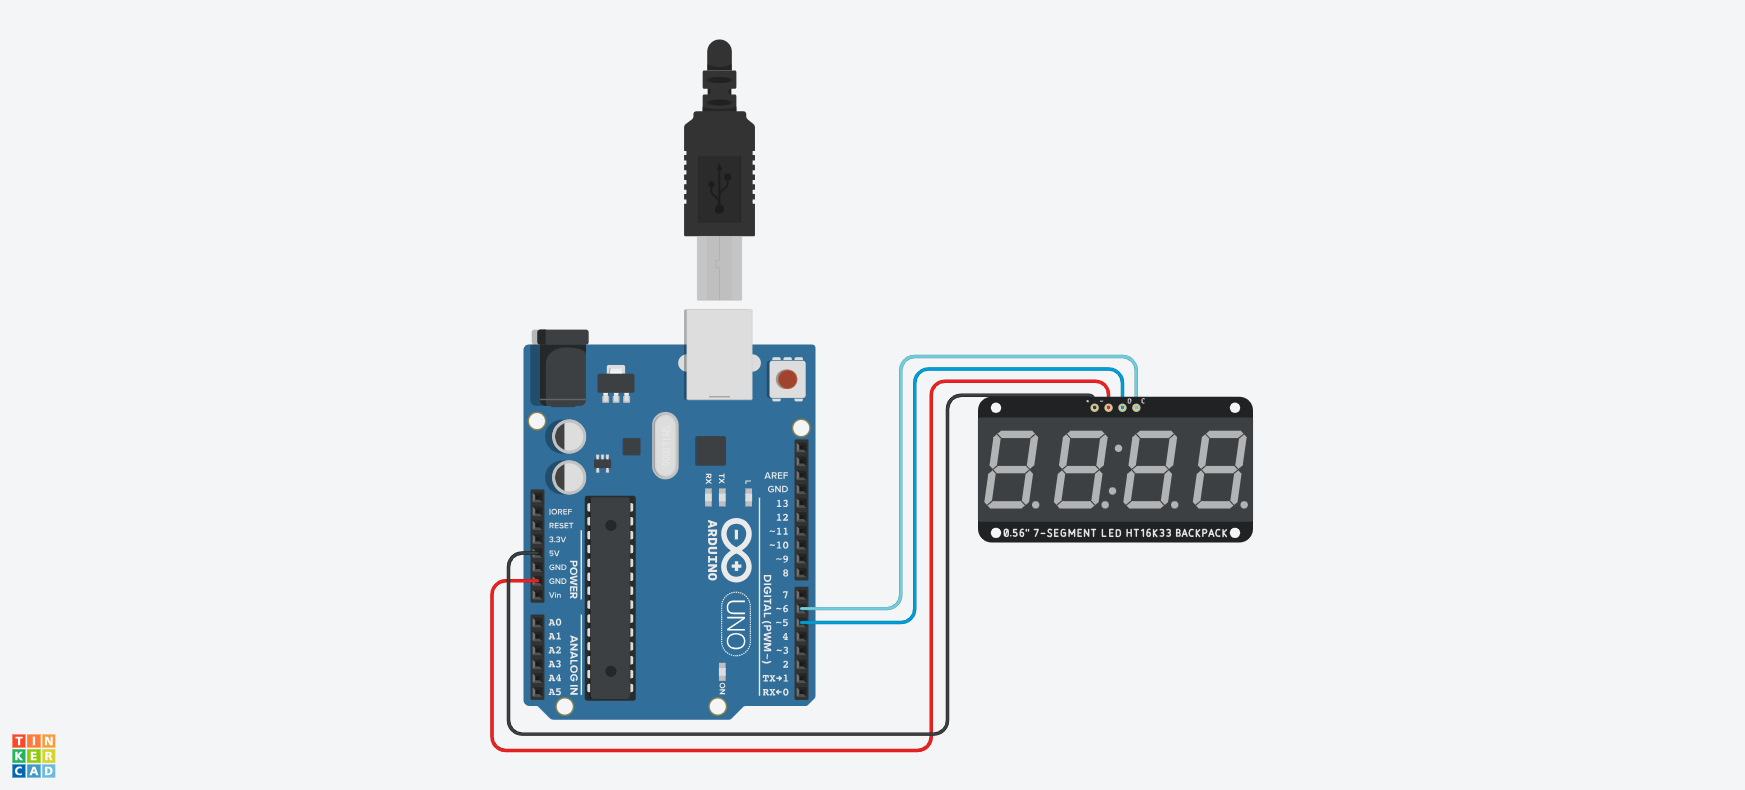 D C
0.56" 7-SEGMENT LED HT16K33 BACKPACK
AREF
GND
13
12
~11
~10
~9
8
7
~6
~5
4
~3
2
TX→1
RX←0
DIGITAL (PWM~)
IOREF
RESET
3.3V
5V
GND
GND
Vin
POWER
A0
A1
A2
A3
A4
A5
ANALOG IN
RX
TX
L
ARDUINO
UNO
ON
TIN
KER
CAD